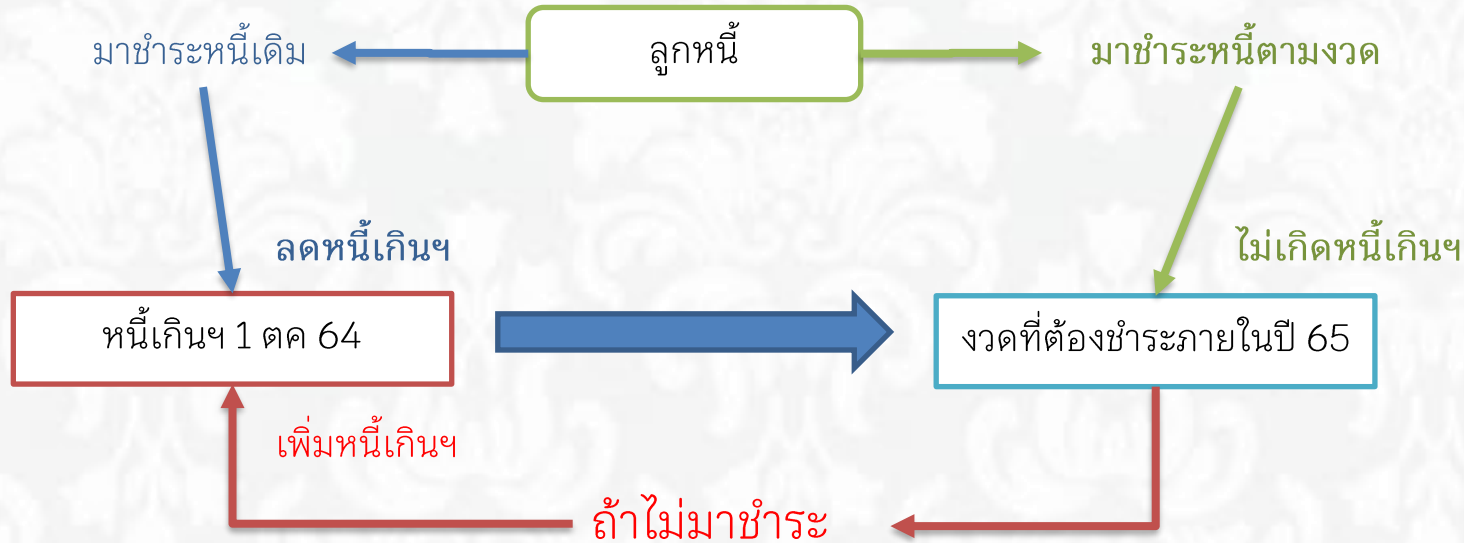 มาชำระหนี้เดิม
ลูกหนี้
มาชำระหนี้ตามงวด
ลดหนี้เกินฯ
ไม่เกิดหนี้เกินฯ
หนี้เกินฯ 1 ตค 64
งวดที่ต้องชำระภายในปี 65
เพิ่มหนี้เกินฯ
ถ้าไม่มาชำระ